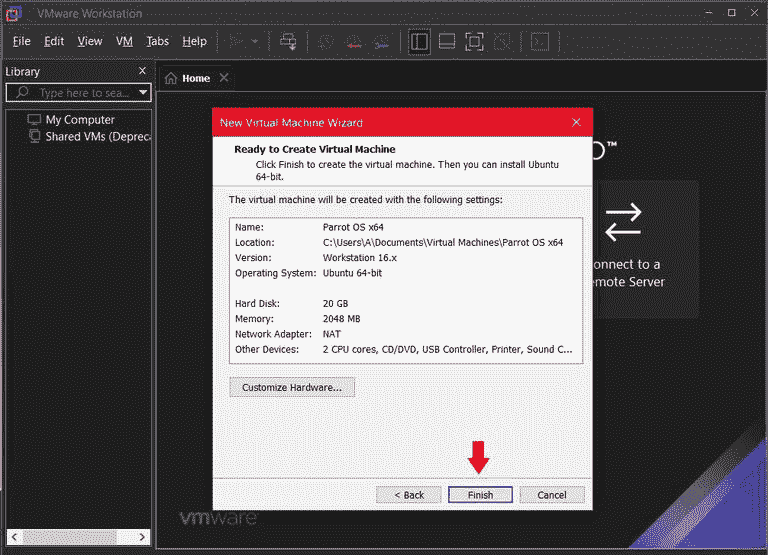 VMware Workstation
File Edit View VM Tabs Help
Library
Home
Type here to sea...
My Computer
Shared VMs (Depreca
New Virtual Machine Wizard
Ready to Create Virtual Machine
Click Finish to create the virtual machine. Then you can install Ubuntu
64-bit.
The virtual machine will be created with the following settings:
Name: Parrot OS x64
Location: C:\Users\A\Documents\Virtual Machines\Parrot OS x64
Version: Workstation 16.x
Operating System: Ubuntu 64-bit
Hard Disk: 20 GB
Memory: 2048 MB
Network Adapter: NAT
Other Devices: 2 CPU cores, CD/DVD, USB Controller, Printer, Sound C...
Customize Hardware...
< Back Finish Cancel
O™
onnect to a
emote Server
vmware